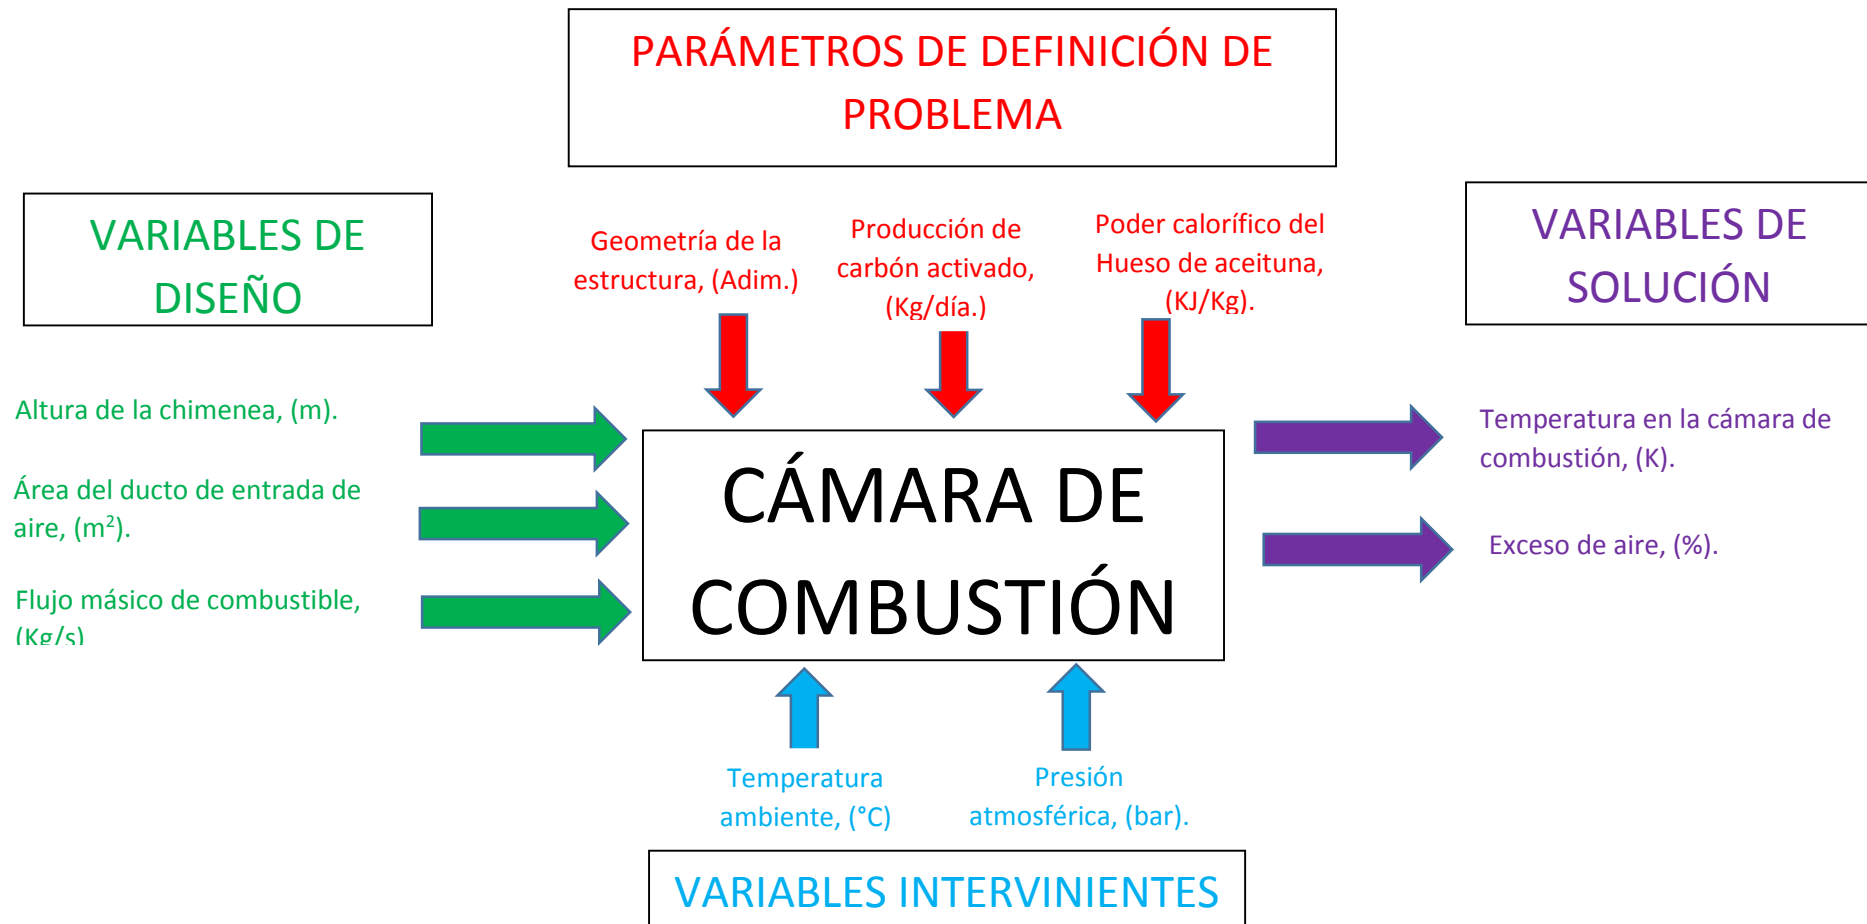 PARÁMETROS DE DEFINICIÓN DE
PROBLEMA
VARIABLES DE
DISEÑO
Geometría de la
estructura, (Adim.)
Producción de
carbón activado,
(Kg/día.)
Poder calorífico del
Hueso de aceituna,
(KJ/Kg).
VARIABLES DE
SOLUCIÓN
Altura de la chimenea, (m).
Área del ducto de entrada de
aire, (m²).
Flujo másico de combustible,
(Kg/s)
CÁMARA DE
COMBUSTIÓN
Temperatura en la cámara de
combustión, (K).
Exceso de aire, (%).
Temperatura
ambiente, (°C)
Presión
atmosférica, (bar).
VARIABLES INTERVINIENTES